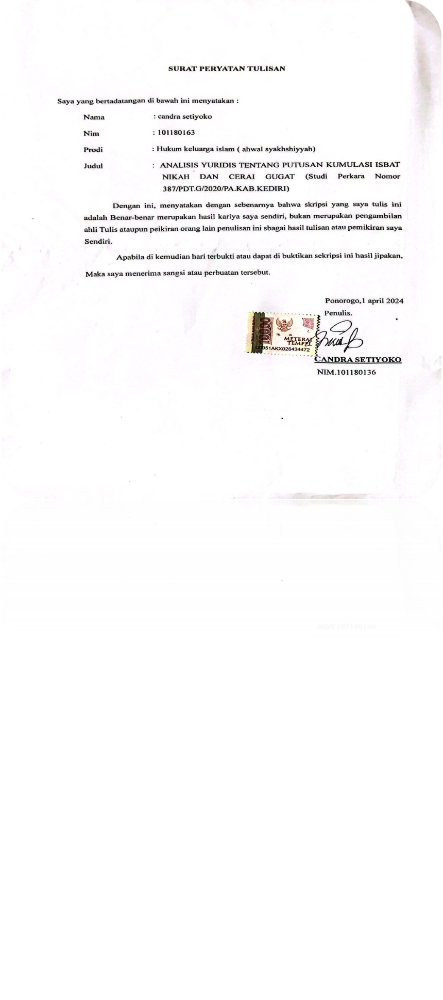 SURAT PERYATAN TULISAN
Saya yang bertadatangan di bawah ini menyatakan :
Nama : candra setiyoko
Nim : 101180163
Prodi : Hukum keluarga islam ( ahwal syakhshiyyah)
Judul : ANALISIS YURIDIS TENTANG PUTUSAN KUMULASI ISBAT
NIKAH DAN CERAI GUGAT (Studi Perkara Nomor
387/PDT.G/2020/PA.KAB.KEDIRI)
Dengan ini, menyatakan dengan sebenarnya bahwa skripsi yang saya tulis ini
adalah Benar-benar merupakan hasil kariya saya sendiri, bukan merupakan pengambilan
ahli Tulis ataupun peikiran orang lain penulisan ini sbagai hasil tulisan atau pemikiran saya
Sendiri.
Apabila di kemudian hari terbukti atau dapat di buktikan sekripsi ini hasil jipakan,
Maka saya menerima sangsi atau perbuatan tersebut.
Ponorogo,1 april 2024
Penulis.
10000
METERAI
TEMPEL
D0951AKX026434472
CANDRA SETIYOKO
NIM.101180136